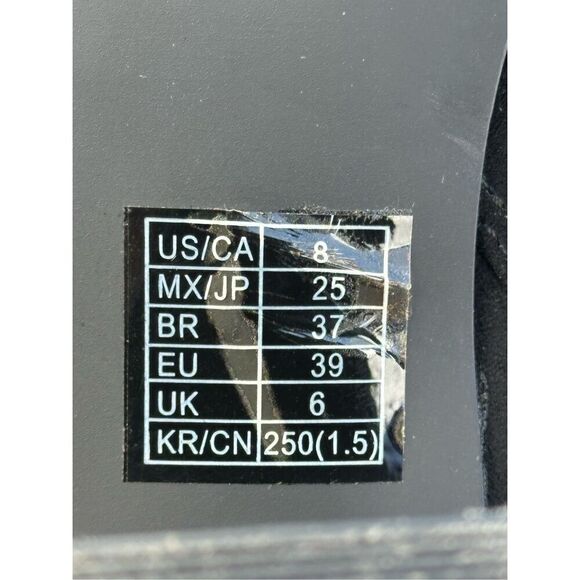 US/CA 8
MX/JP 25
BR 37
EU 39
UK 6
KR/CN 250(1.5)